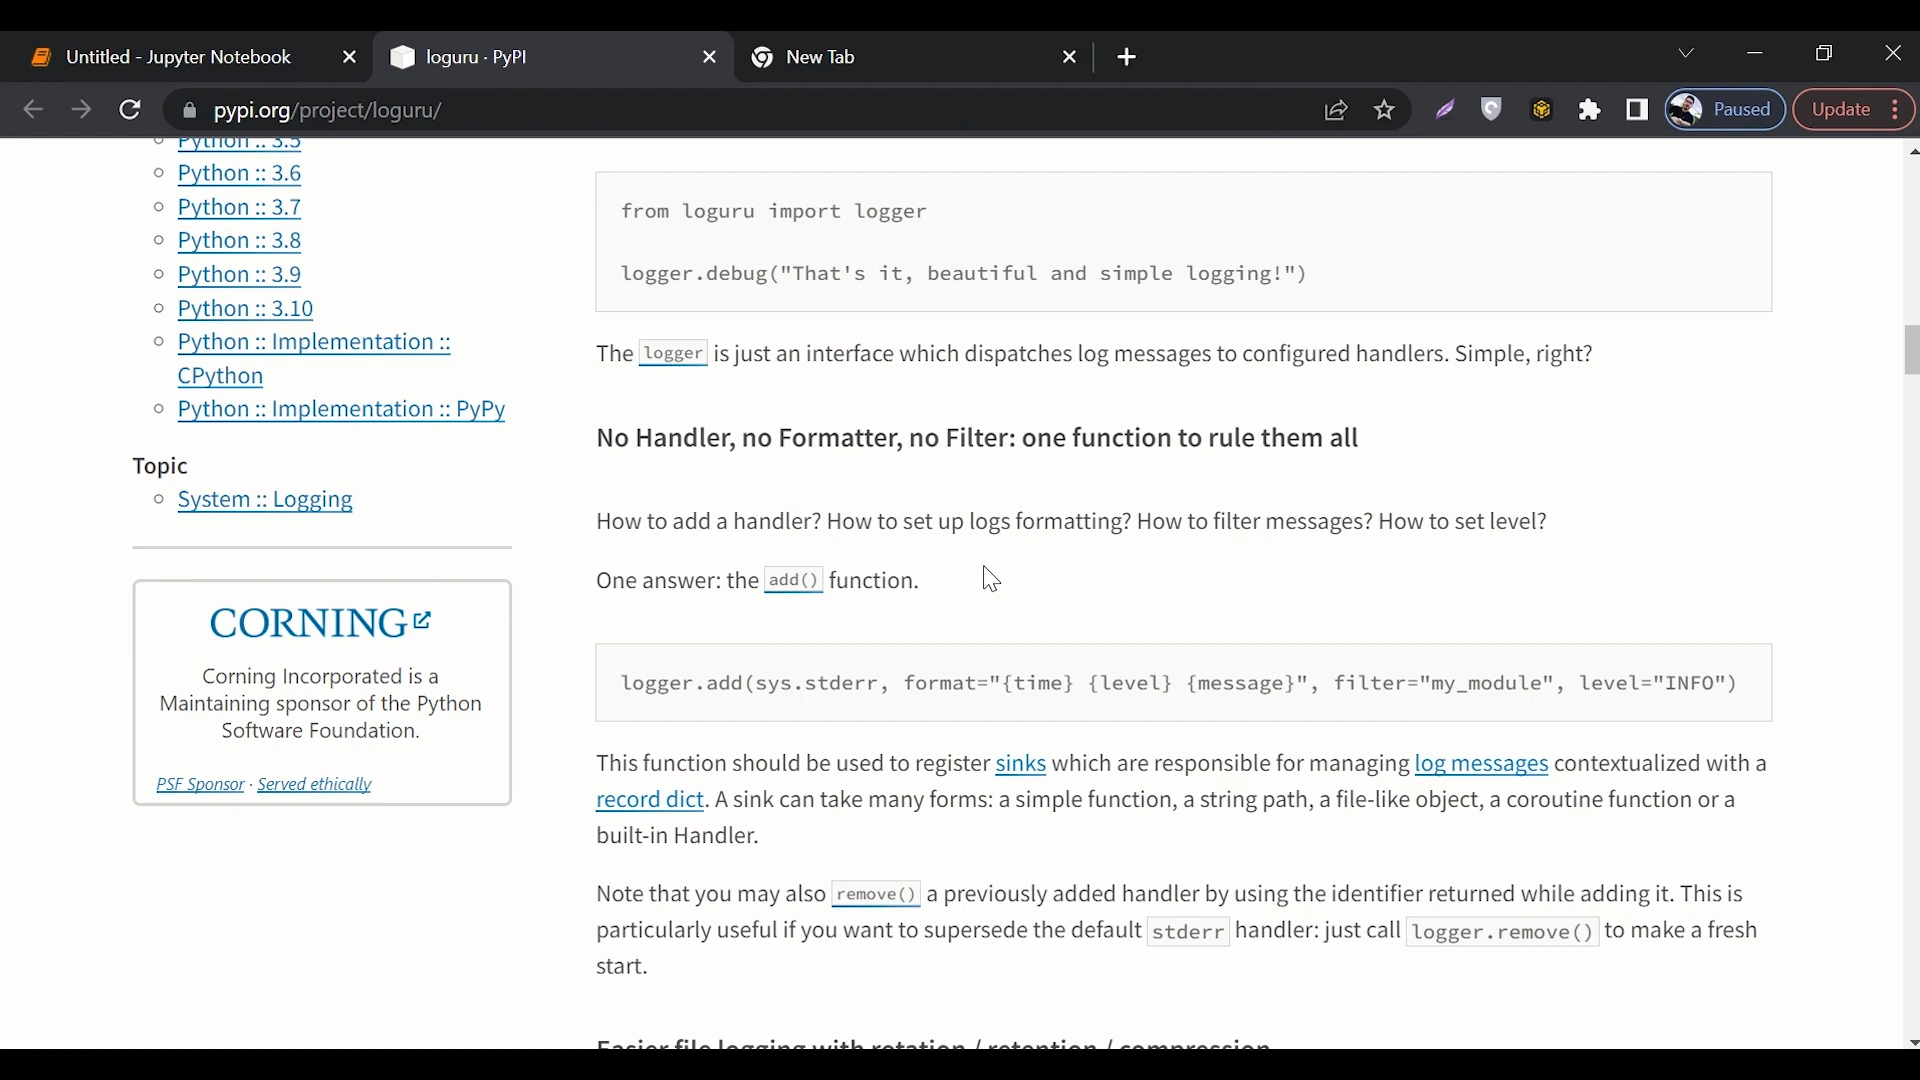 Untitled - Jupyter Notebook
loguru · PyPI
New Tab
pypi.org/project/loguru/
Paused
Update
Python :: 3.5
Python :: 3.6
Python :: 3.7
Python :: 3.8
Python :: 3.9
Python :: 3.10
Python :: Implementation ::
CPython
Python :: Implementation :: PyPy
Topic
System :: Logging
CORNING
Corning Incorporated is a
Maintaining sponsor of the Python
Software Foundation.
PSF Sponsor · Served ethically
from loguru import logger
logger.debug("That's it, beautiful and simple logging!")
The logger is just an interface which dispatches log messages to configured handlers. Simple, right?
No Handler, no Formatter, no Filter: one function to rule them all
How to add a handler? How to set up logs formatting? How to filter messages? How to set level?
One answer: the add() function.
logger.add(sys.stderr, format="{time} {level} {message}", filter="my_module", level="INFO")
This function should be used to register sinks which are responsible for managing log messages contextualized with a
record dict. A sink can take many forms: a simple function, a string path, a file-like object, a coroutine function or a
built-in Handler.
Note that you may also remove() a previously added handler by using the identifier returned while adding it. This is
particularly useful if you want to supersede the default stderr handler: just call logger.remove() to make a fresh
start.
Easier file logging with rotation / retention / compression